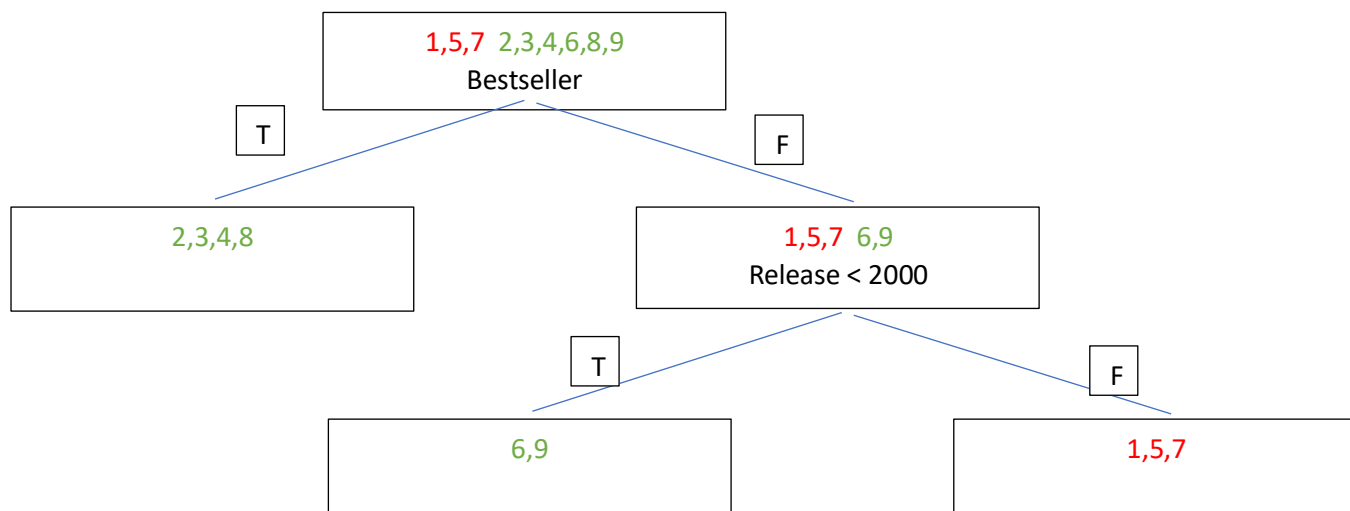 1,5,7 2,3,4,6,8,9
Bestseller
T
F
2,3,4,8
1,5,7 6,9
Release < 2000
T
F
6,9
1,5,7